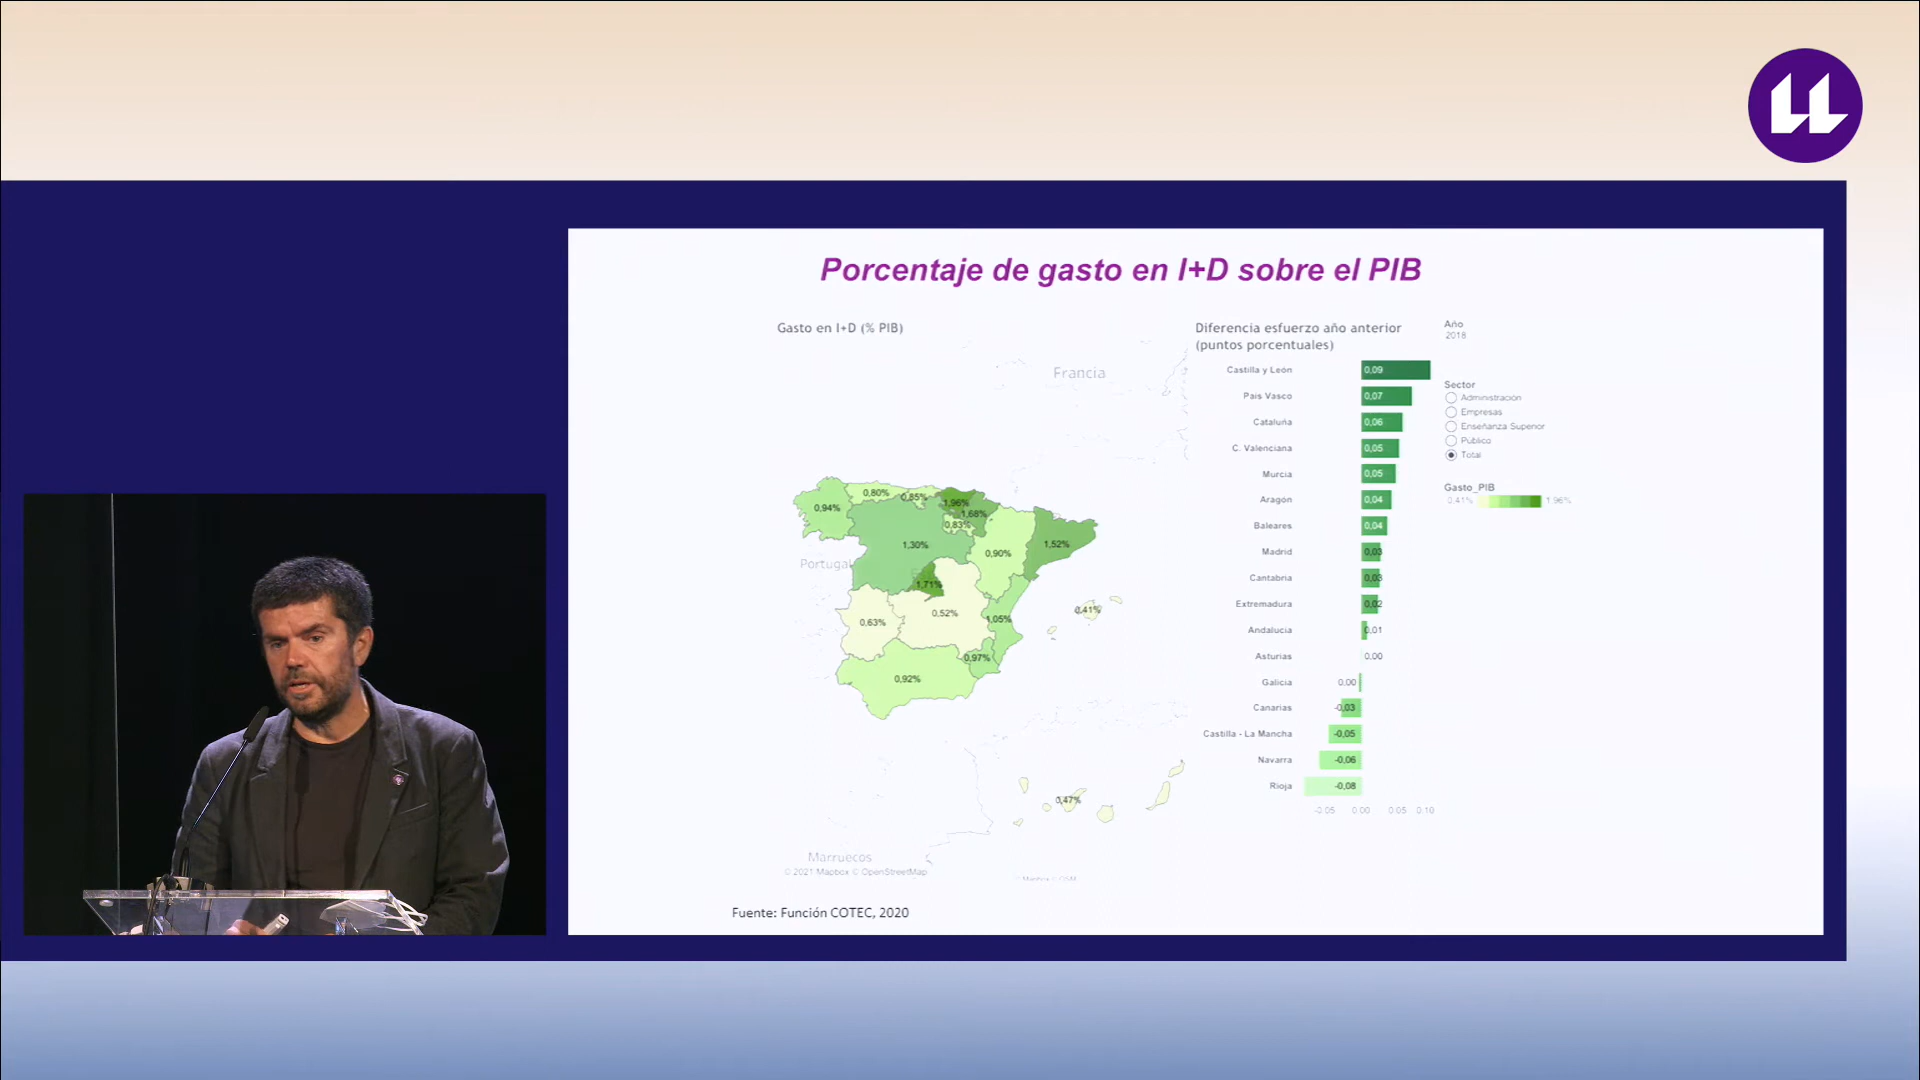 Porcentaje de gasto en I+D sobre el PIB
Gasto en I+D (% PIB)
Francia
Portugal
Marruecos
0,94%
0,80%
0,85%
1,96%
1,68%
0,83%
1,30%
0,90%
1,52%
1,71%
0,63%
0,52%
1,05%
0,41%
0,97%
0,92%
0,47%
© 2021 Mapbox © OpenStreetMap
© Mapbox © OSM
Diferencia esfuerzo año anterior
(puntos porcentuales)
Castilla y León 0,09
País Vasco 0,07
Cataluña 0,06
C. Valenciana 0,05
Murcia 0,05
Aragón 0,04
Baleares 0,04
Madrid 0,03
Cantabria 0,03
Extremadura 0,02
Andalucía 0,01
Asturias 0,00
Galicia 0,00
Canarias -0,03
Castilla - La Mancha -0,05
Navarra -0,06
Rioja -0,08
-0.05 0.00 0.05 0.10
Año
2018
Sector
Administración
Empresas
Enseñanza Superior
Público
Total
Gasto_PIB
0,41% 1,96%
Fuente: Función COTEC, 2020